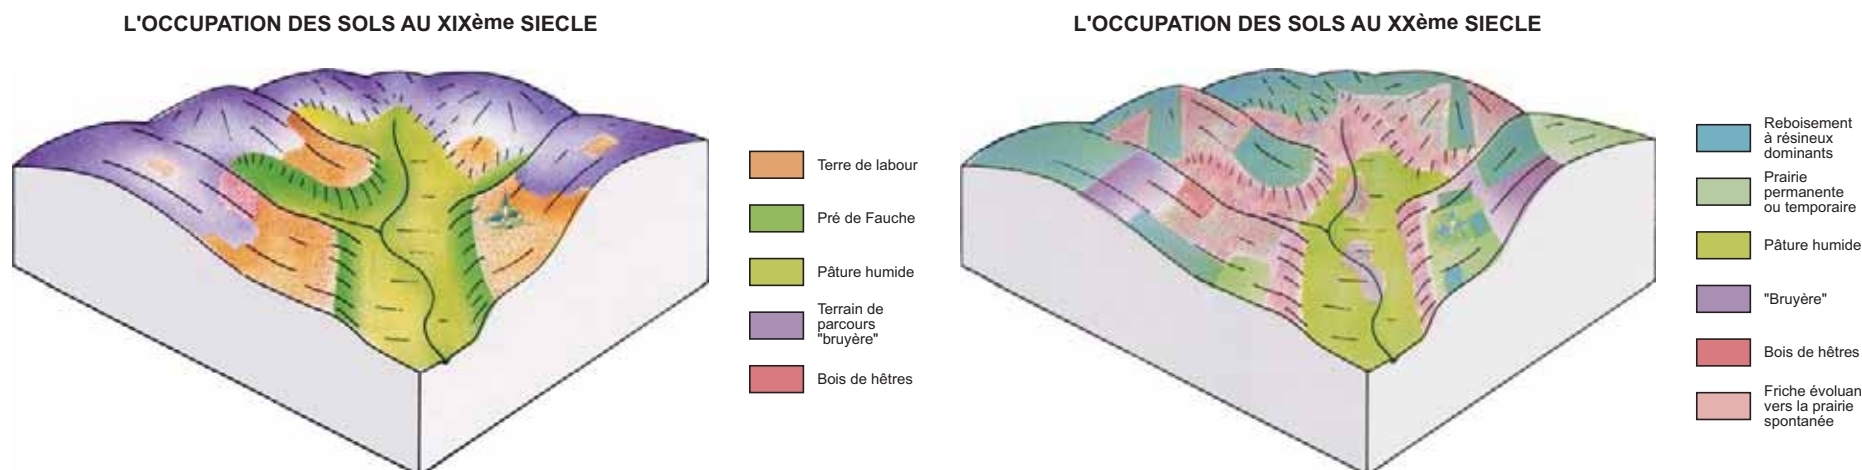 L'OCCUPATION DES SOLS AU XIXème SIECLE
Terre de labour
Pré de Fauche
Pâture humide
Terrain de
parcours
"bruyère"
Bois de hêtres
L'OCCUPATION DES SOLS AU XXème SIECLE
Reboisement
à résineux
dominants
Prairie
permanente
ou temporaire
Pâture humide
"Bruyère"
Bois de hêtres
Friche évoluan
vers la prairie
spontanée